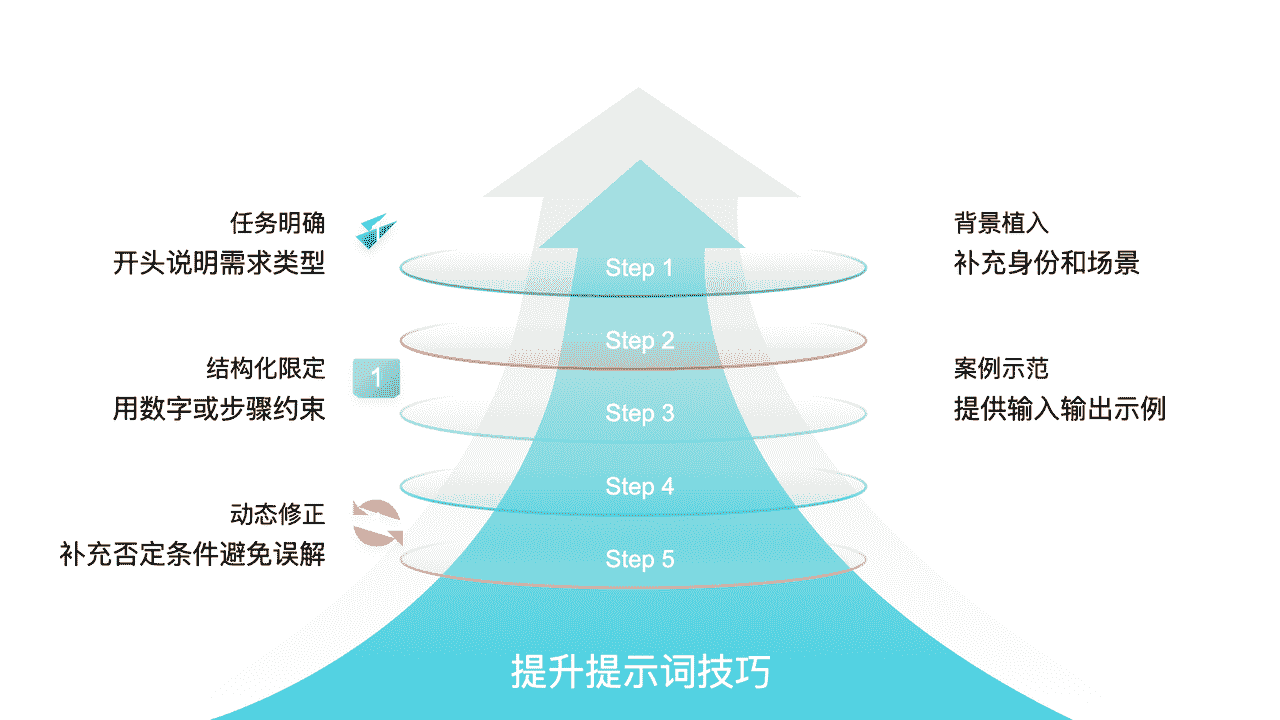 任务明确
开头说明需求类型
背景植入
补充身份和场景
Step 1
Step 2
结构化限定
用数字或步骤约束
1
案例示范
提供输入输出示例
Step 3
Step 4
动态修正
补充否定条件避免误解
Step 5
提升提示词技巧